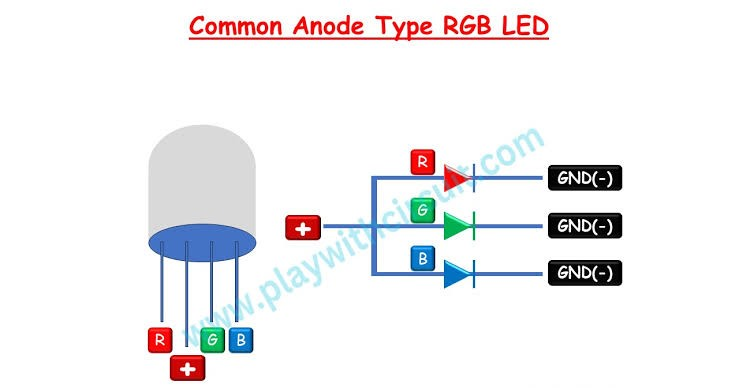 Common Anode Type RGB LED
R
GND(-)
+
G
GND(-)
B
GND(-)
R
G
B
+
www.playwithcircuit.com